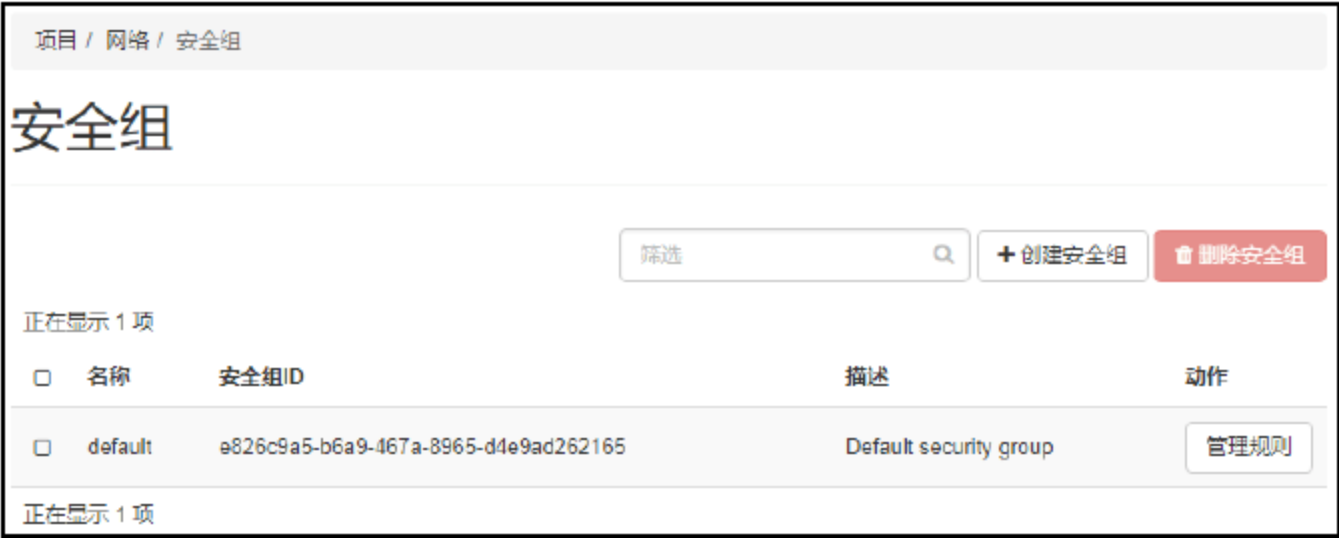 项目 / 网络 / 安全组
安全组
筛选 +创建安全组 删除安全组
正在显示 1 项
名称 安全组ID 描述 动作
default e826c9a5-b6a9-467a-8965-d4e9ad262165 Default security group 管理规则
正在显示 1 项